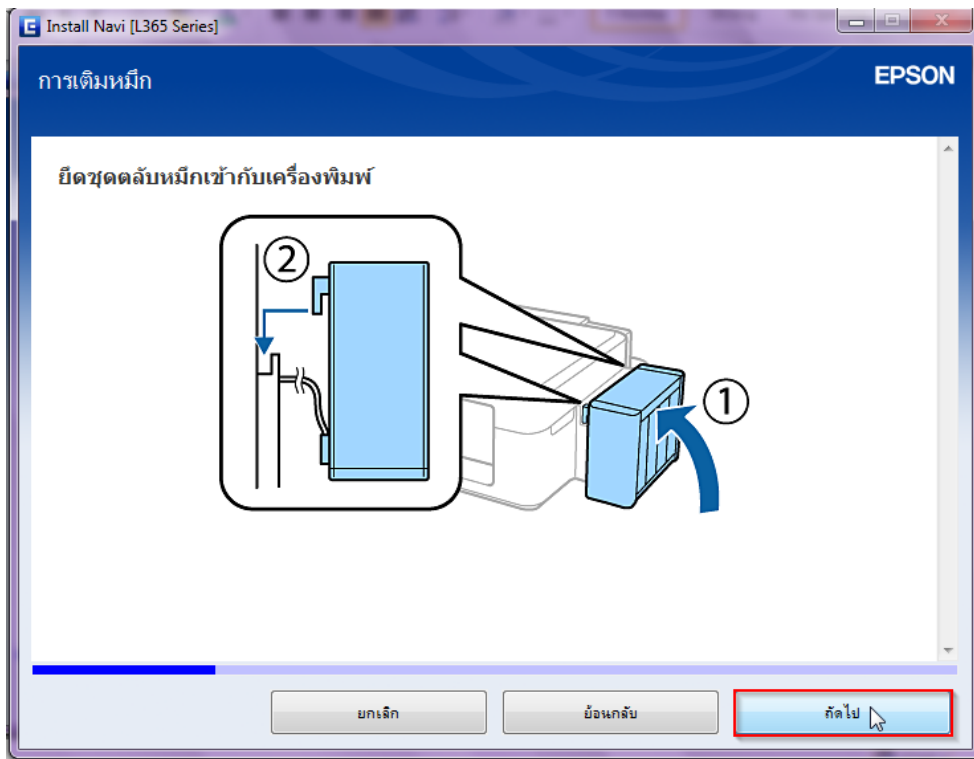 Install Navi [L365 Series]
การเติมหมึก
EPSON
ยึดชุดตลับหมึกเข้ากับเครื่องพิมพ์
②
①
ยกเลิก
ย้อนกลับ
ถัดไป